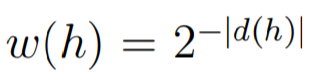 w(h) = 2^{-|d(h)|}